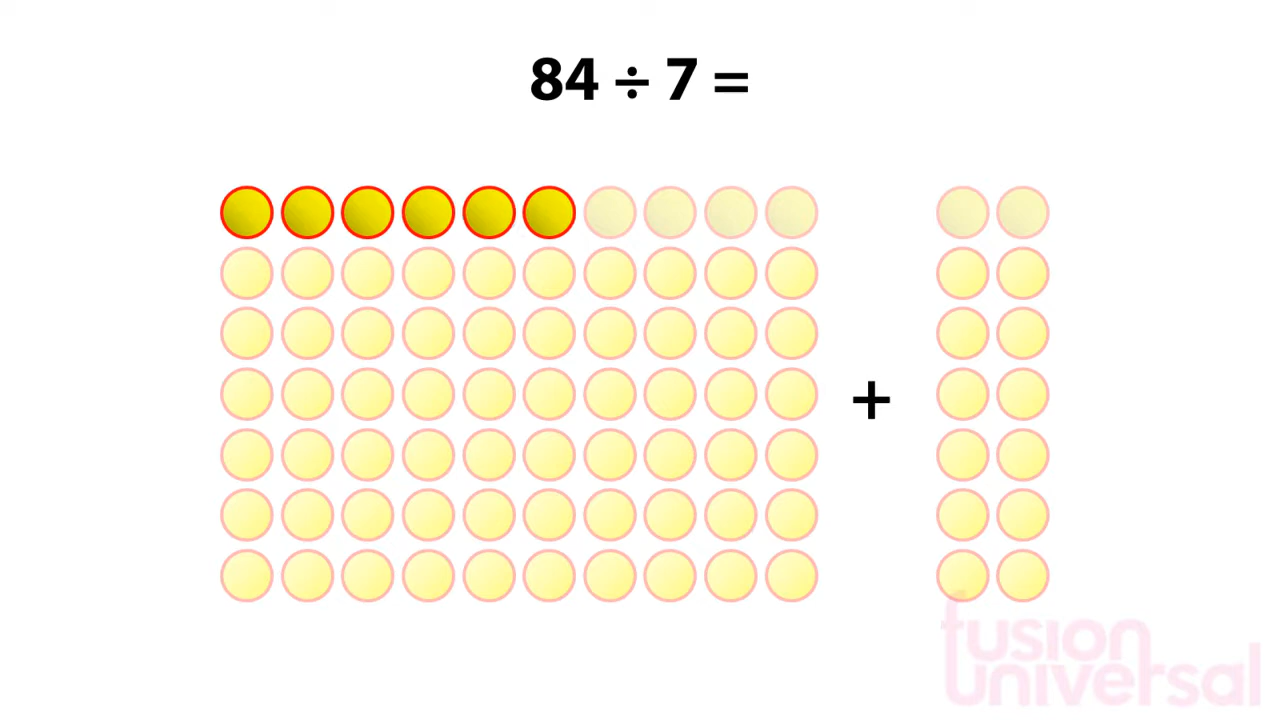 84 ÷ 7 =
+
fusion
universal